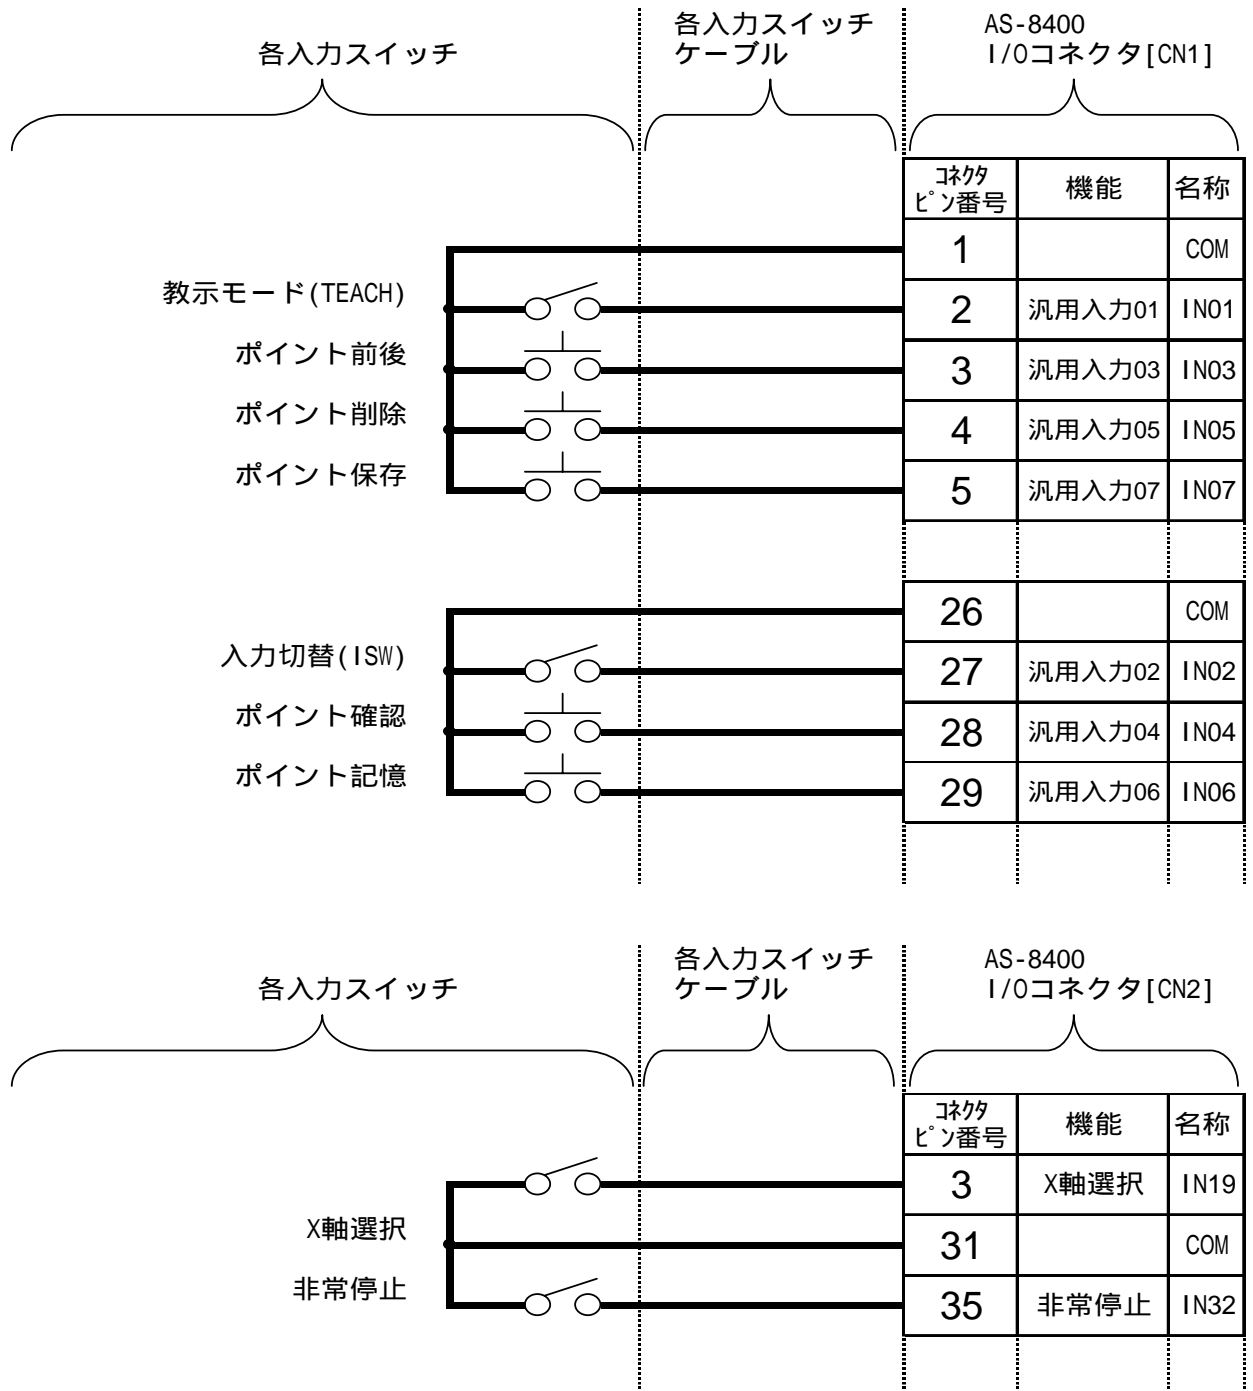 各入力スイッチ
各入力スイッチ
ケーブル
AS-8400
I/Oコネクタ[CN1]
コネクタ
ピン番号 機能 名称
1 COM
教示モード(TEACH) 2 汎用入力01 IN01
ポイント前後 3 汎用入力03 IN03
ポイント削除 4 汎用入力05 IN05
ポイント保存 5 汎用入力07 IN07
26 COM
入力切替(ISW) 27 汎用入力02 IN02
ポイント確認 28 汎用入力04 IN04
ポイント記憶 29 汎用入力06 IN06
各入力スイッチ
各入力スイッチ
ケーブル
AS-8400
I/Oコネクタ[CN2]
コネクタ
ピン番号 機能 名称
3 X軸選択 IN19
X軸選択
31 COM
非常停止
35 非常停止 IN32